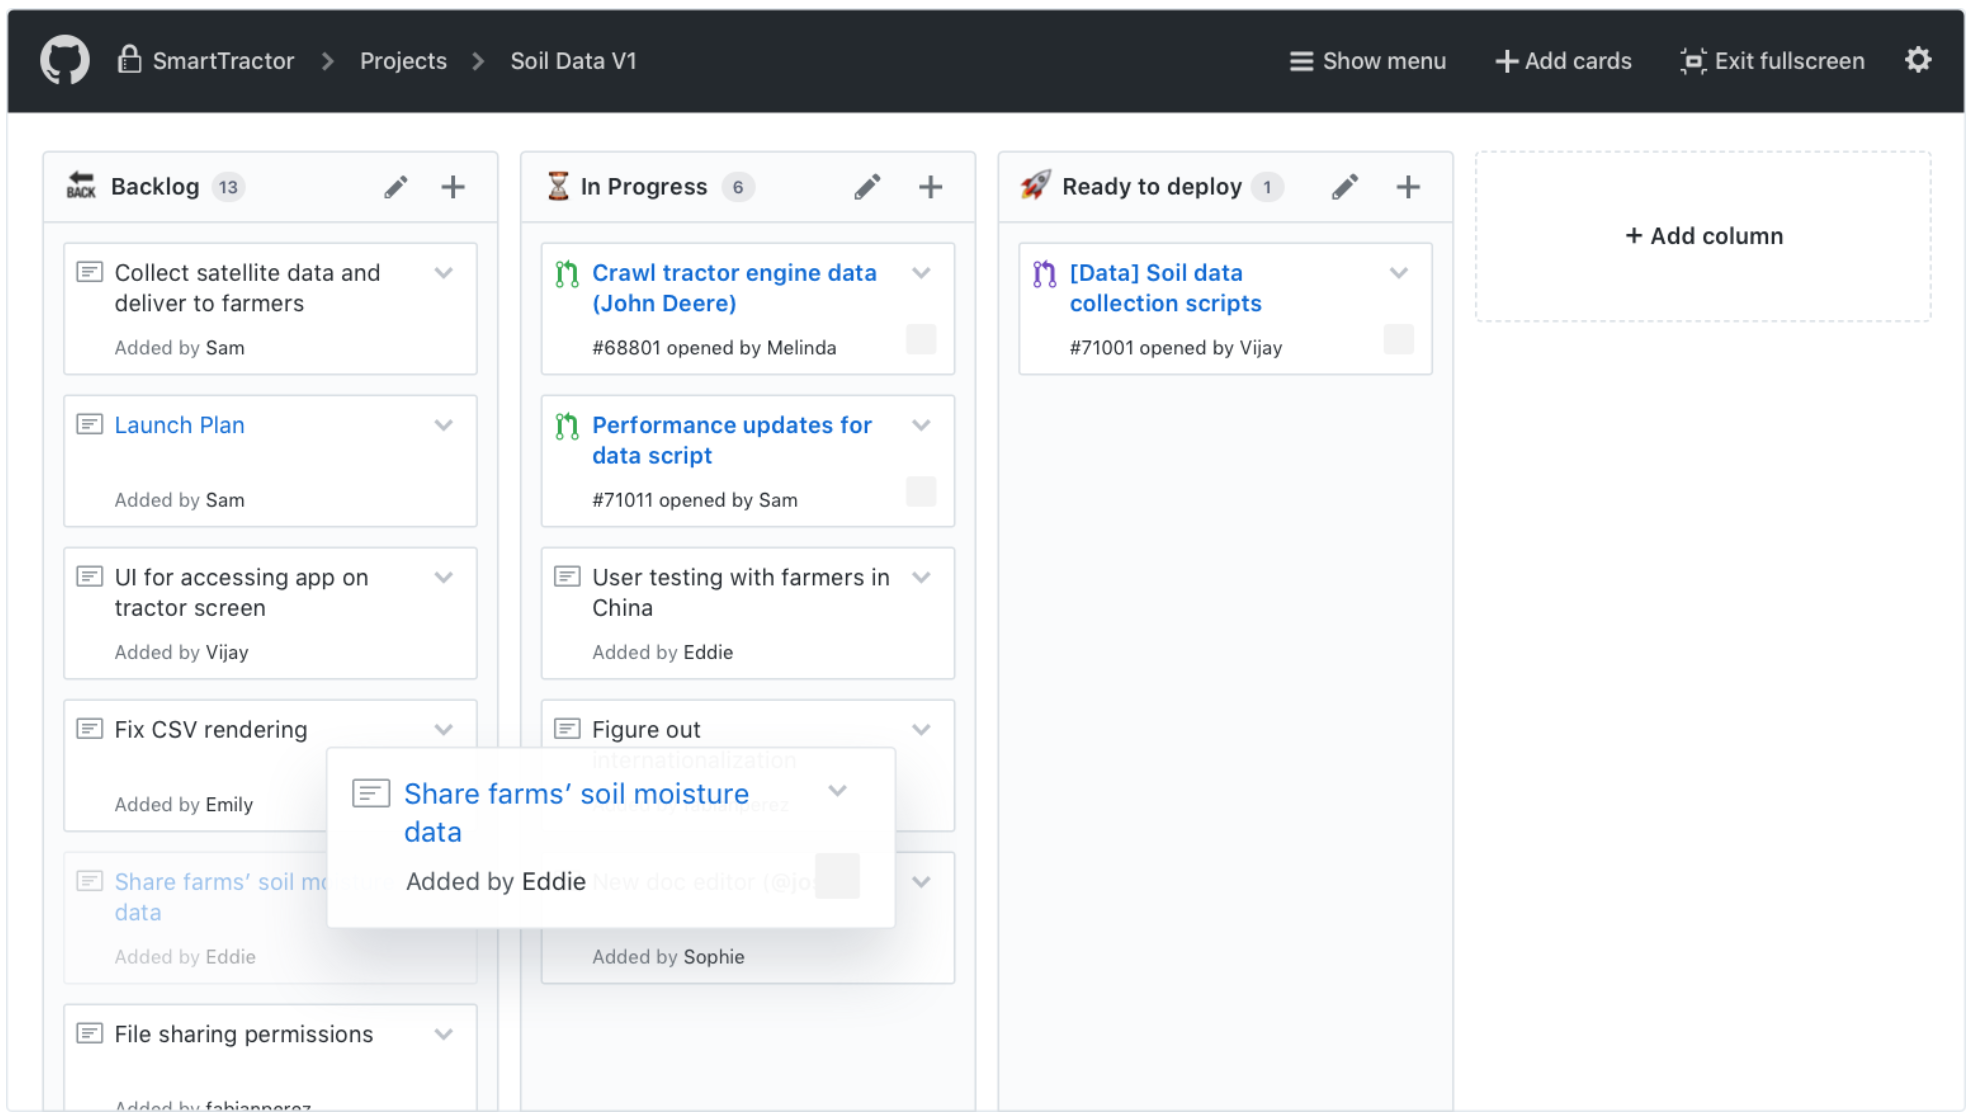 SmartTractor > Projects > Soil Data V1
Show menu
+ Add cards
Exit fullscreen
BACK
Backlog 13
Collect satellite data and
deliver to farmers
Added by Sam
Launch Plan
Added by Sam
UI for accessing app on
tractor screen
Added by Vijay
Fix CSV rendering
Added by Emily
Share farms’ soil mo
data
Added by Eddie
File sharing permissions
Added by fabianperez
In Progress 6
Crawl tractor engine data
(John Deere)
#68801 opened by Melinda
Performance updates for
data script
#71011 opened by Sam
User testing with farmers in
China
Added by Eddie
Figure out
internationalization
perez
Share farms’ soil moisture
data
Added by Eddie
New doc editor (@jo
Added by Sophie
Ready to deploy 1
[Data] Soil data
collection scripts
#71001 opened by Vijay
+ Add column